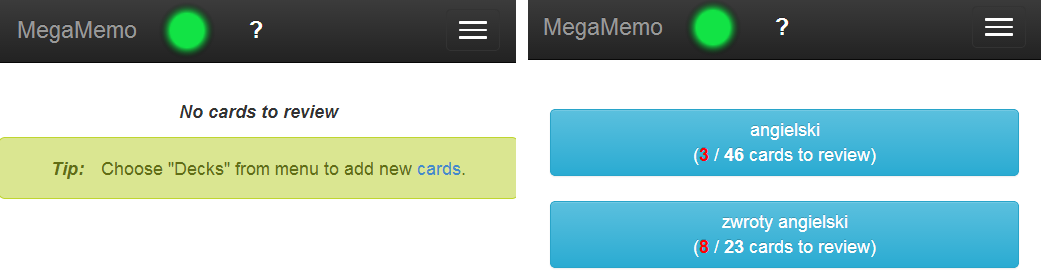 MegaMemo ?
No cards to review
Tip: Choose "Decks" from menu to add new cards.
MegaMemo ?
angielski
(3 / 46 cards to review)
zwroty angielski
(8 / 23 cards to review)